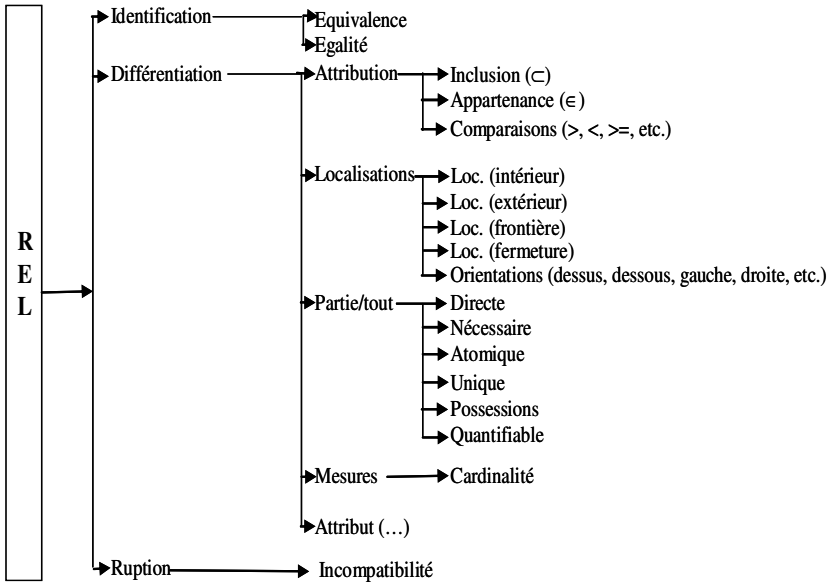 REL
Identification
Equivalence
Egalité
Différentiation
Attribution
Inclusion (⊂)
Appartenance (∈)
Comparaisons (>, <, >=, etc.)
Localisations
Loc. (intérieur)
Loc. (extérieur)
Loc. (frontière)
Loc. (fermeture)
Orientations (dessus, dessous, gauche, droite, etc.)
Partie/tout
Directe
Nécessaire
Atomique
Unique
Possessions
Quantifiable
Mesures
Cardinalité
Attribut (…)
Ruption
Incompatibilité